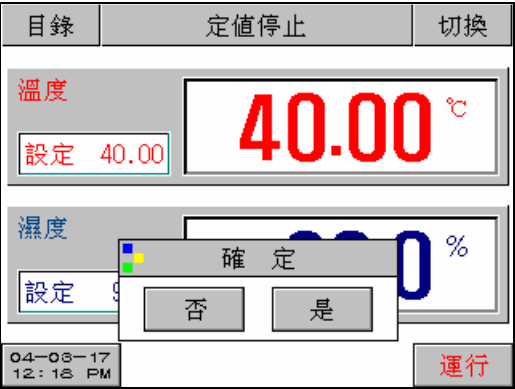 目錄 定值停止 切換
溫度
40.00 ℃
設定 40.00
濕度
%
確 定
設定
否 是
04-03-17
12:18 PM
運行